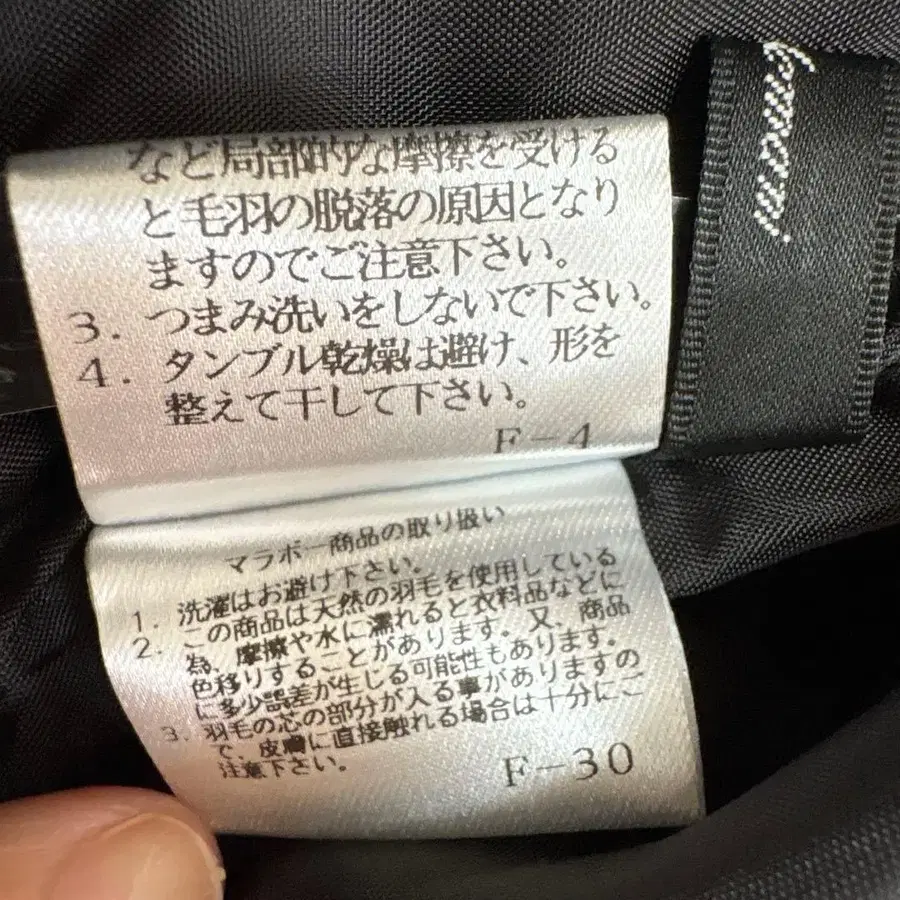 など局部的な摩擦を受ける
と毛羽の脱落の原因となり
ますのでご注意下さい。
3. つまみ洗いをしないで下さい。
4. タンブル乾燥は避け、形を
整えて干して下さい。
F-4
マラボー商品の取り扱い
1. 洗濯はお避け下さい。
2. この商品は天然の羽毛を使用している
為、摩擦や水に濡れると衣料品などに
色移りすることがあります。又、商品
に多少誤差が生じる可能性もあります。
3. 羽毛の芯の部分が入る事がありますの
で、皮膚に直接触れる場合は十分にご
注意下さい。
F-30